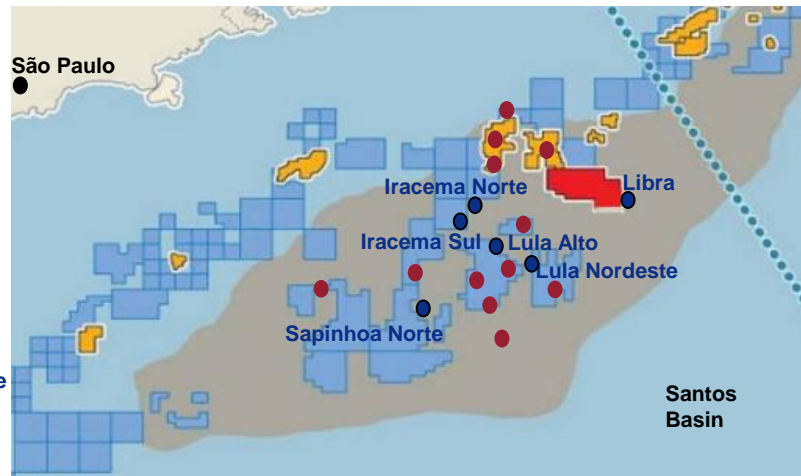 São Paulo
Iracema Norte
Libra
Iracema Sul
Lula Alto
Lula Nordeste
Sapinhoa Norte
e
Santos
Basin